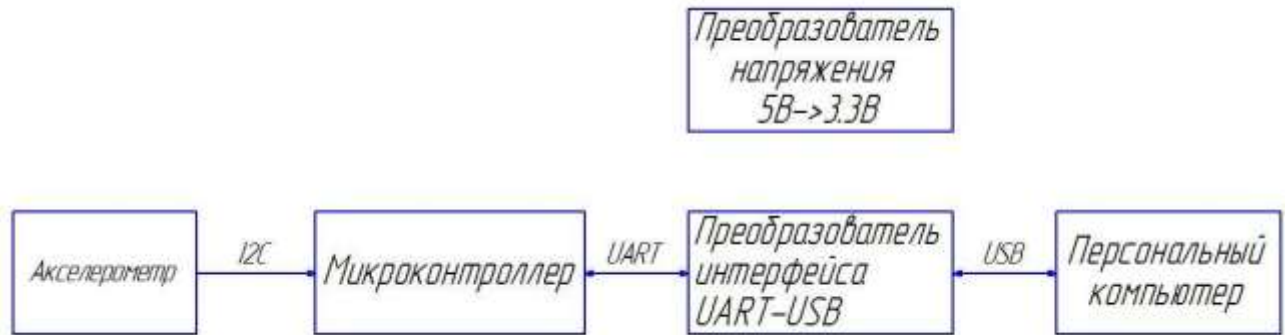 Преобразователь
напряжения
5В->3.3В
Акселерометр
I2C
Микроконтроллер
UART
Преобразователь
интерфейса
UART-USB
USB
Персональный
компьютер